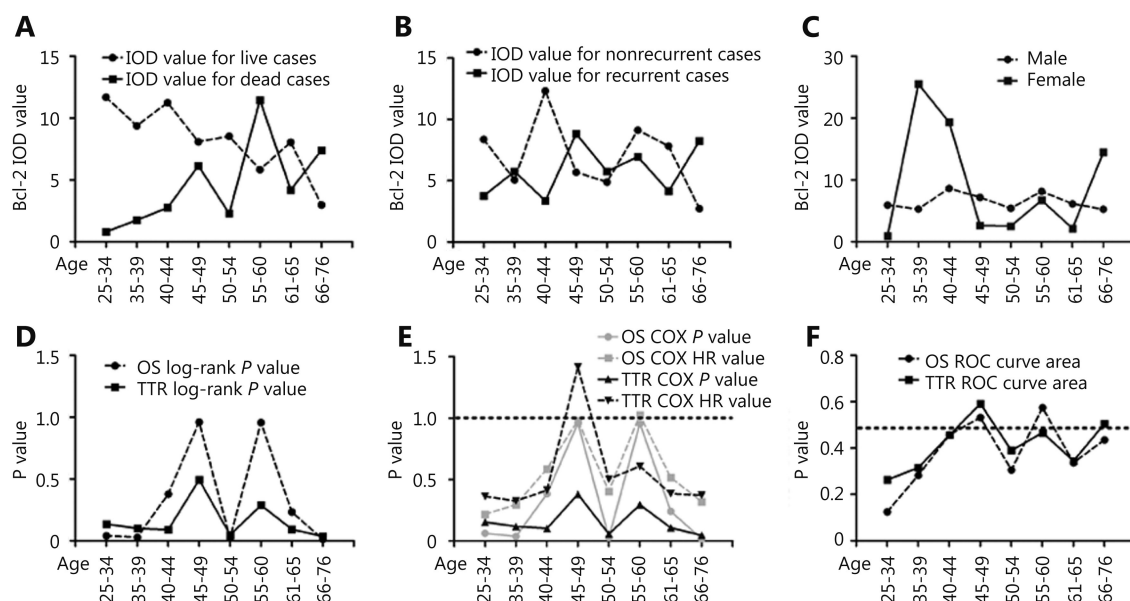 A
IOD value for live cases
IOD value for dead cases
Bcl-2 IOD value
15
10
5
0
Age
25-34
35-39
40-44
45-49
50-54
55-60
61-65
66-76
B
IOD value for nonrecurrent cases
IOD value for recurrent cases
Bcl-2 IOD value
15
10
5
0
Age
25-34
35-39
40-44
45-49
50-54
55-60
61-65
66-76
C
Male
Female
Bcl-2 IOD value
30
20
10
0
Age
25-34
35-39
40-44
45-49
50-54
55-60
61-65
66-76
D
OS log-rank P value
TTR log-rank P value
P value
1.5
1.0
0.5
0
Age
25-34
35-39
40-44
45-49
50-54
55-60
61-65
66-76
E
OS COX P value
OS COX HR value
TTR COX P value
TTR COX HR value
P value
1.5
1.0
0.5
0
Age
25-34
35-39
40-44
45-49
50-54
55-60
61-65
66-76
F
OS ROC curve area
TTR ROC curve area
P value
0.8
0.6
0.4
0.2
0
Age
25-34
35-39
40-44
45-49
50-54
55-60
61-65
66-76